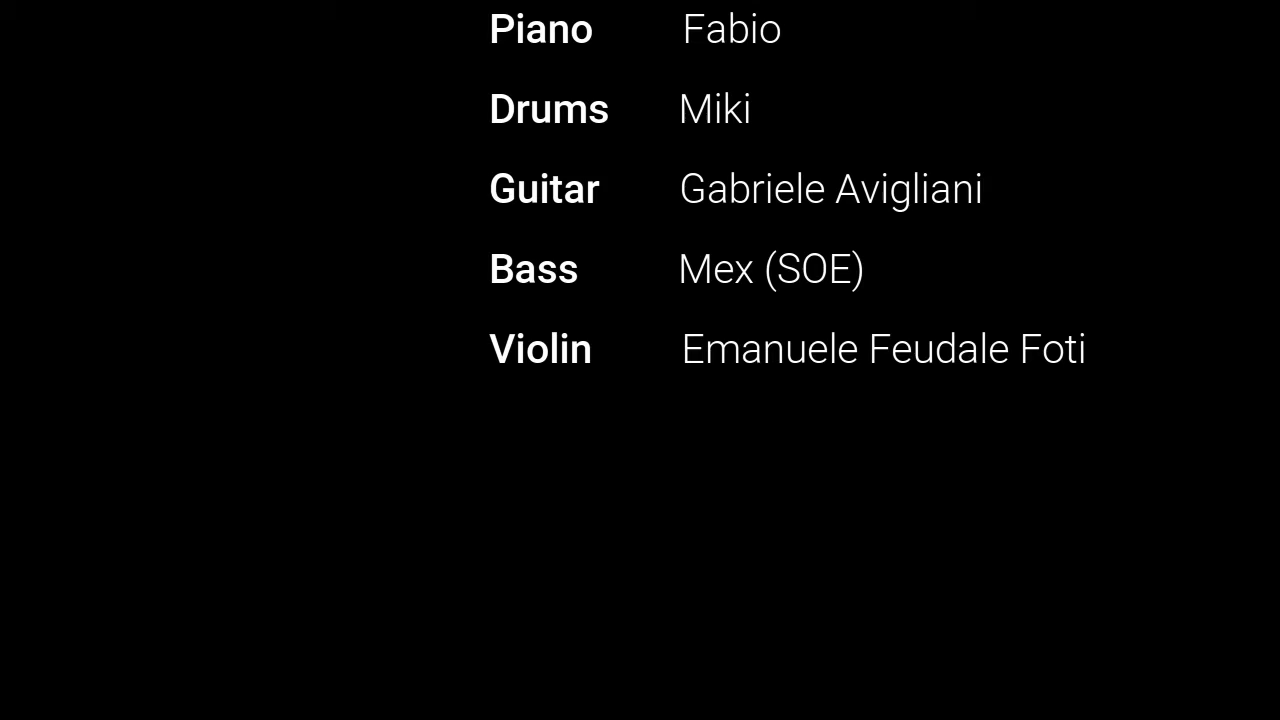 Piano Fabio
Drums Miki
Guitar Gabriele Avigliani
Bass Mex (SOE)
Violin Emanuele Feudale Foti